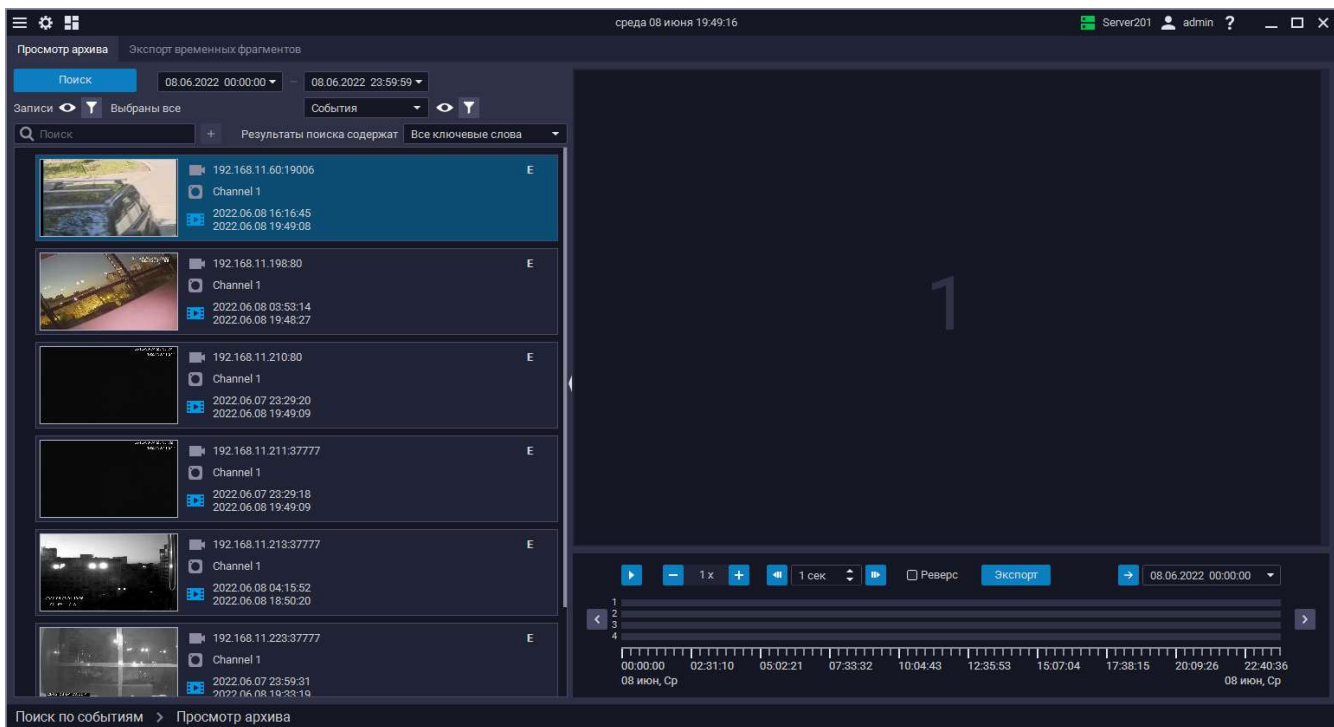 среда 08 июня 19:49:16
Server201 admin ?
Просмотр архива Экспорт временных фрагментов
Поиск 08.06.2022 00:00:00 – 08.06.2022 23:59:59
Записи Выбраны все События
Поиск + Результаты поиска содержат Все ключевые слова
192.168.11.60:19006 E
Channel 1
2022.06.08 16:16:45
2022.06.08 19:49:08
192.168.11.198:80 E
Channel 1
2022.06.08 03:53:14
2022.06.08 19:48:27
192.168.11.210:80 E
Channel 1
2022.06.07 23:29:20
2022.06.08 19:49:09
192.168.11.211:37777 E
Channel 1
2022.06.07 23:29:18
2022.06.08 19:49:09
192.168.11.213:37777 E
Channel 1
2022.06.08 04:15:52
2022.06.08 18:50:20
192.168.11.223:37777 E
Channel 1
2022.06.07 23:59:31
2022.06.08 19:33:19
1
1 x 1 сек Реверс Экспорт 08.06.2022 00:00:00
1
2
3
4
00:00:00 02:31:10 05:02:21 07:33:32 10:04:43 12:35:53 15:07:04 17:38:15 20:09:26 22:40:36
08 июн, Ср 08 июн, Ср
Поиск по событиям > Просмотр архива